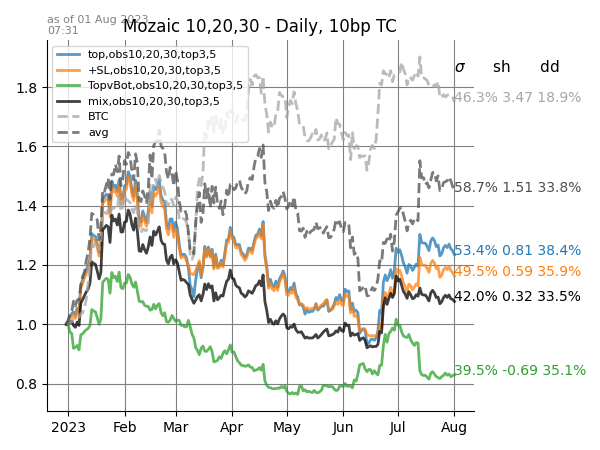 as of 01 Aug 2023
07:31
Mozaic 10,20,30 - Daily, 10bp TC
top,obs10,20,30,top3,5
+SL,obs10,20,30,top3,5
TopvBot,obs10,20,30,top3,5
mix,obs10,20,30,top3,5
BTC
avg
σ sh dd
46.3% 3.47 18.9%
58.7% 1.51 33.8%
53.4% 0.81 38.4%
49.5% 0.59 35.9%
42.0% 0.32 33.5%
39.5% -0.69 35.1%
1.8
1.6
1.4
1.2
1.0
0.8
2023 Feb Mar Apr May Jun Jul Aug